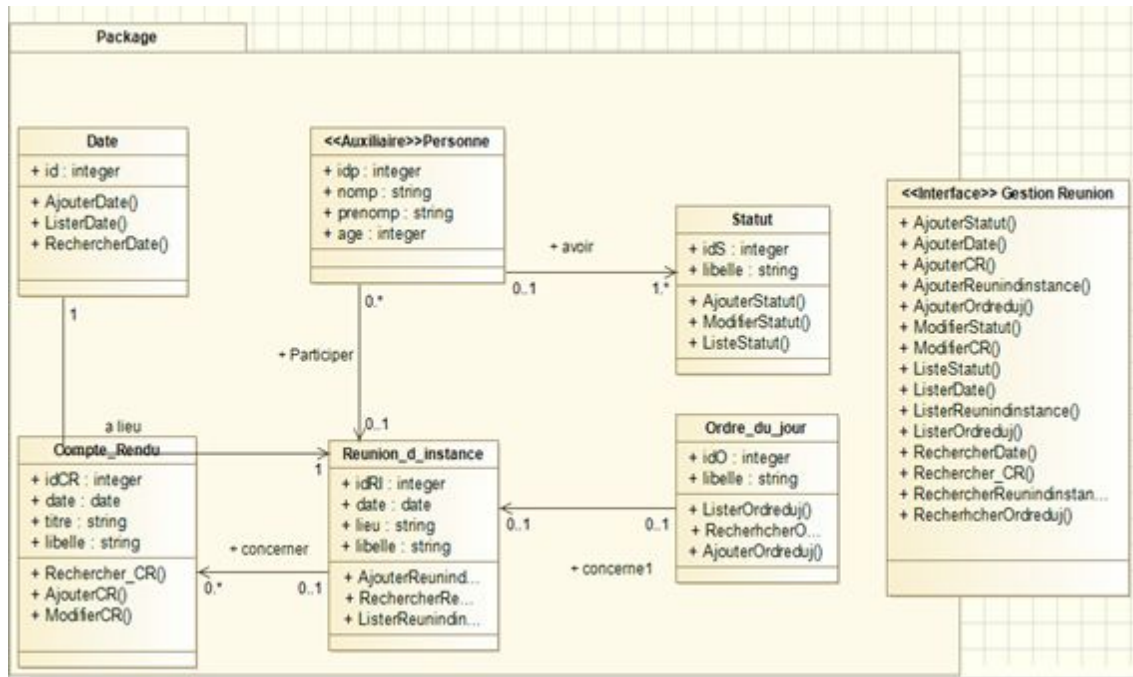 Package
Date
+ id : integer
+ AjouterDate()
+ ListerDate()
+ RechercherDate()
1
<<Auxiliaire>>Personne
+ idp : integer
+ nomp : string
+ prenomp : string
+ age : integer
0..*
+ avoir
0..1
1..*
Statut
+ idS : integer
+ libelle : string
+ AjouterStatut()
+ ModifierStatut()
+ ListeStatut()
<<Interface>> Gestion Reunion
+ AjouterStatut()
+ AjouterDate()
+ AjouterCR()
+ AjouterReunindinstance()
+ AjouterOrdreduj()
+ ModifierStatut()
+ ModifierCR()
+ ListeStatut()
+ ListerDate()
+ ListerReunindinstance()
+ ListerOrdreduj()
+ RechercherDate()
+ Rechercher_CR()
+ RechercherReunindinstan...
+ RecherhcherOrdreduj()
+ Participer
0..1
a lieu
1
Compte_Rendu
+ idCR : integer
+ date : date
+ titre : string
+ libelle : string
+ Rechercher_CR()
+ AjouterCR()
+ ModifierCR()
+ concerner
0..*
0..1
Reunion_d_instance
+ idRI : integer
+ date : date
+ lieu : string
+ libelle : string
+ AjouterReunind...
+ RechercherRe...
+ ListerReunindin...
0..1
0..1
+ concerne1
Ordre_du_jour
+ idO : integer
+ libelle : string
+ ListerOrdreduj()
+ RecherhcherO...
+ AjouterOrdreduj()